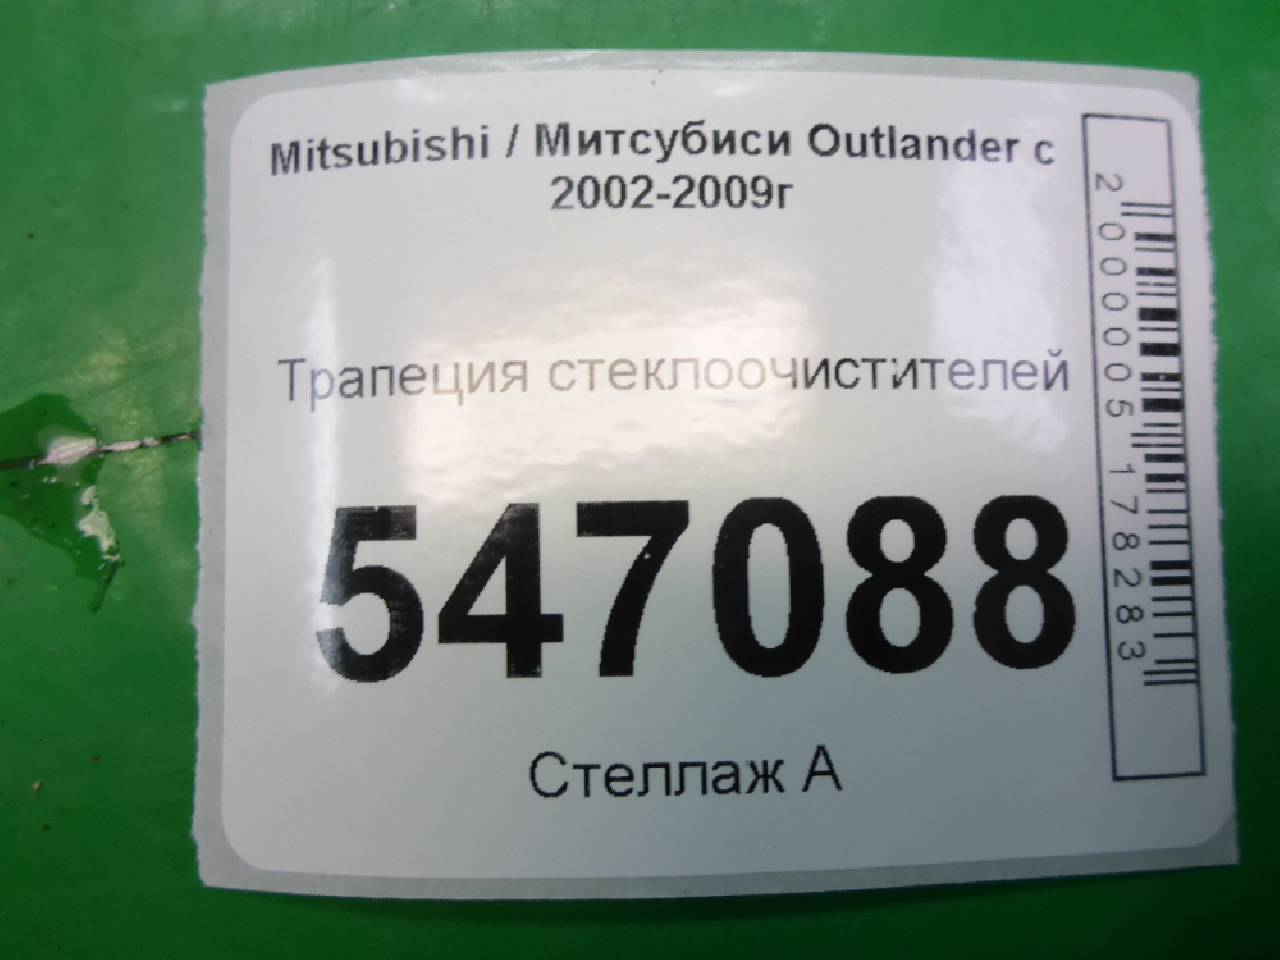 Mitsubishi / Митсубиси Outlander с
2002-2009г
Трапеция стеклоочистителей
547088
Стеллаж А
2000005178283